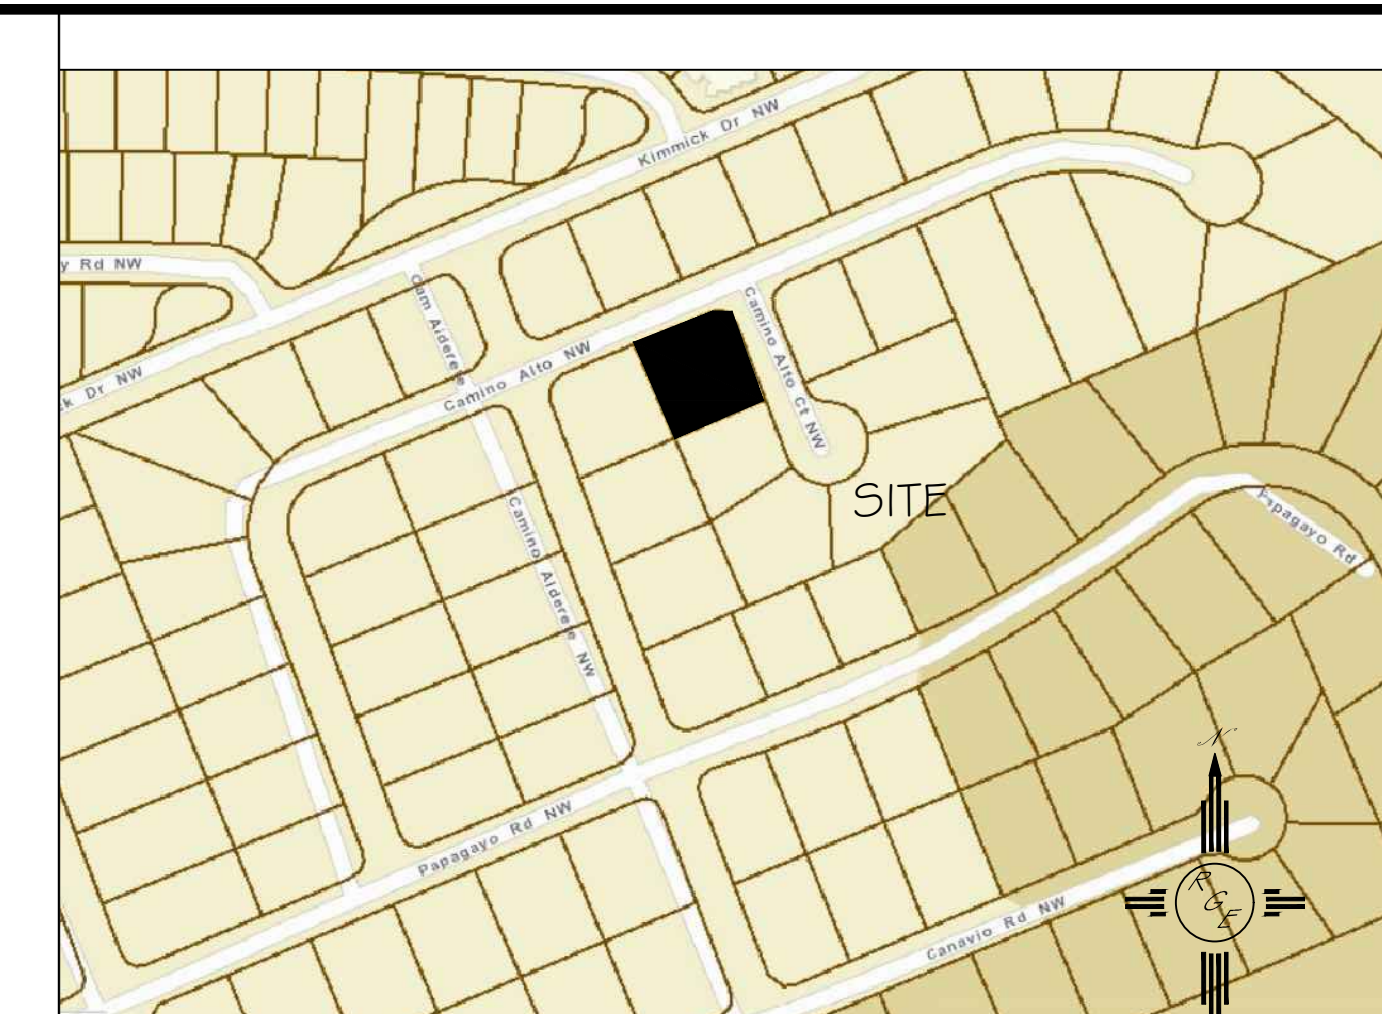 Kimmick Dr NW
y Rd NW
Cam Alderete
Camino Alto Ct NW
k Dr NW
Camino Alto NW
SITE
Papagayo Rd
Camino Alderete NW
N
Papagayo Rd NW
R
G
E
Canavio Rd NW